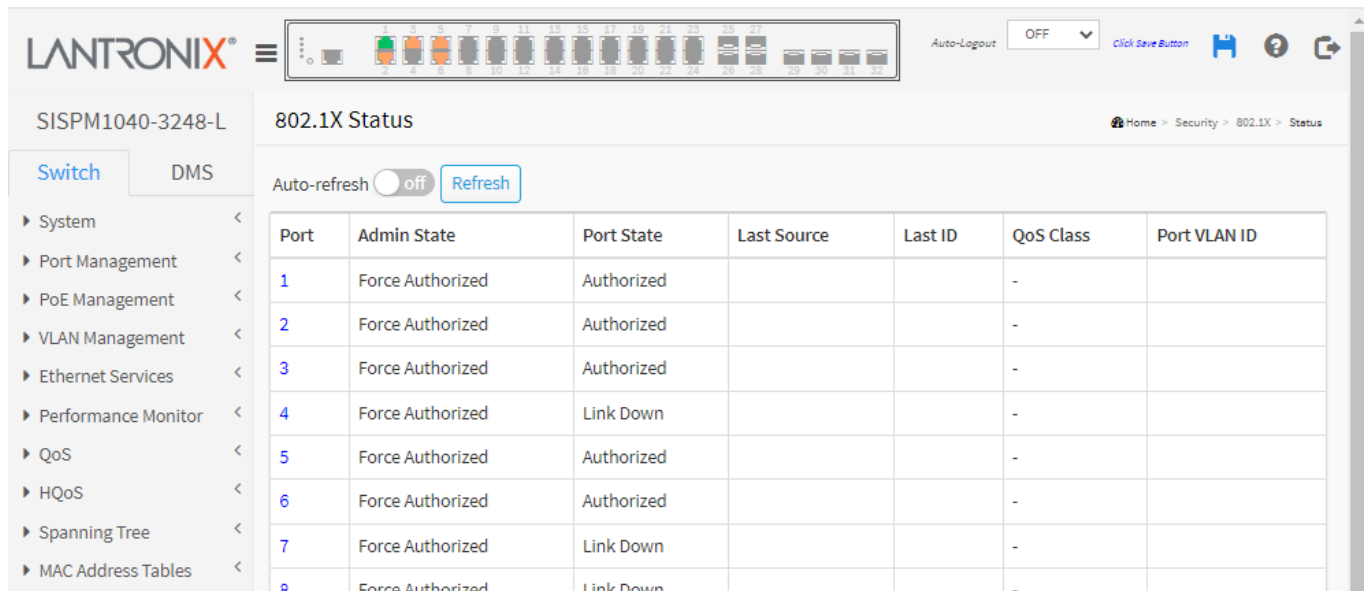 1 3 5 7 9 11 13 15 17 19 21 23 25 27
LANTRONIX®
2 4 6 8 10 12 14 16 18 20 22 24 26 28 29 30 31 32
Auto-Logout OFF Click Save Button
SISPM1040-3248-L
802.1X Status
Home > Security > 802.1X > Status
Switch DMS
Auto-refresh off Refresh
System
Port Management
PoE Management
VLAN Management
Ethernet Services
Performance Monitor
QoS
HQoS
Spanning Tree
MAC Address Tables
Port Admin State Port State Last Source Last ID QoS Class Port VLAN ID
1 Force Authorized Authorized -
2 Force Authorized Authorized -
3 Force Authorized Authorized -
4 Force Authorized Link Down -
5 Force Authorized Authorized -
6 Force Authorized Authorized -
7 Force Authorized Link Down -
8 Force Authorized Link Down -